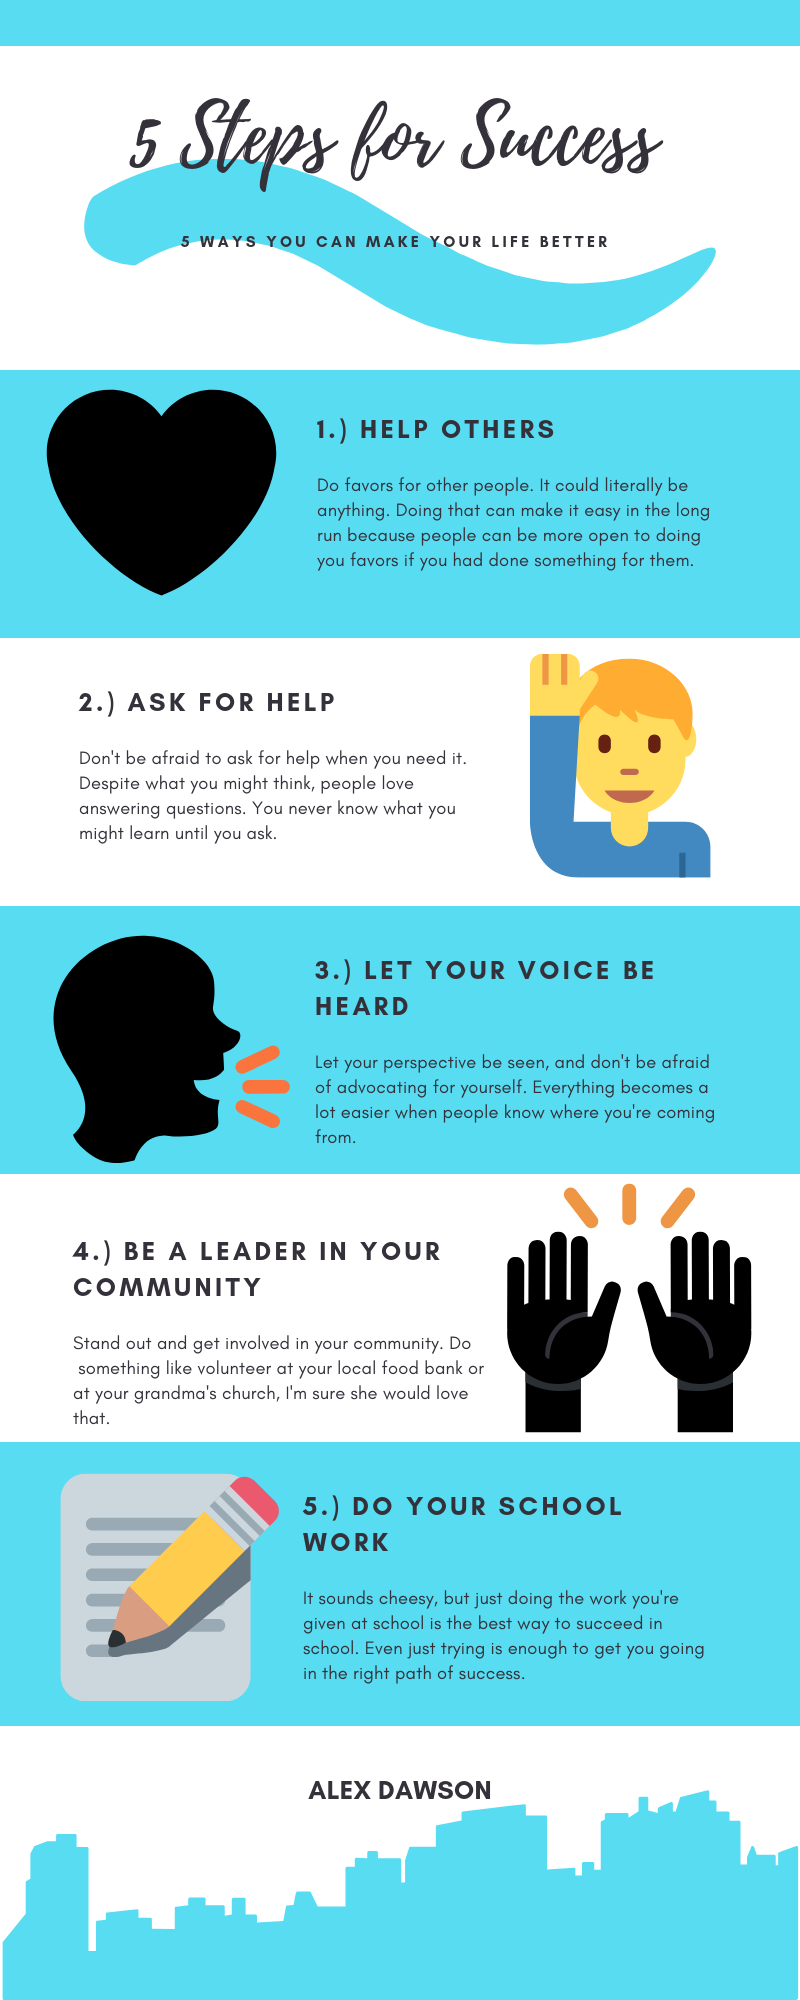 5 Steps for Success
5 WAYS YOU CAN MAKE YOUR LIFE BETTER
1.) HELP OTHERS
Do favors for other people. It could literally be
anything. Doing that can make it easy in the long
run because people can be more open to doing
you favors if you had done something for them.
2.) ASK FOR HELP
Don't be afraid to ask for help when you need it.
Despite what you might think, people love
answering questions. You never know what you
might learn until you ask.
3.) LET YOUR VOICE BE
HEARD
Let your perspective be seen, and don't be afraid
of advocating for yourself. Everything becomes a
lot easier when people know where you're coming
from.
4.) BE A LEADER IN YOUR
COMMUNITY
Stand out and get involved in your community. Do
something like volunteer at your local food bank or
at your grandma's church, I'm sure she would love
that.
5.) DO YOUR SCHOOL
WORK
It sounds cheesy, but just doing the work you're
given at school is the best way to succeed in
school. Even just trying is enough to get you going
in the right path of success.
ALEX DAWSON